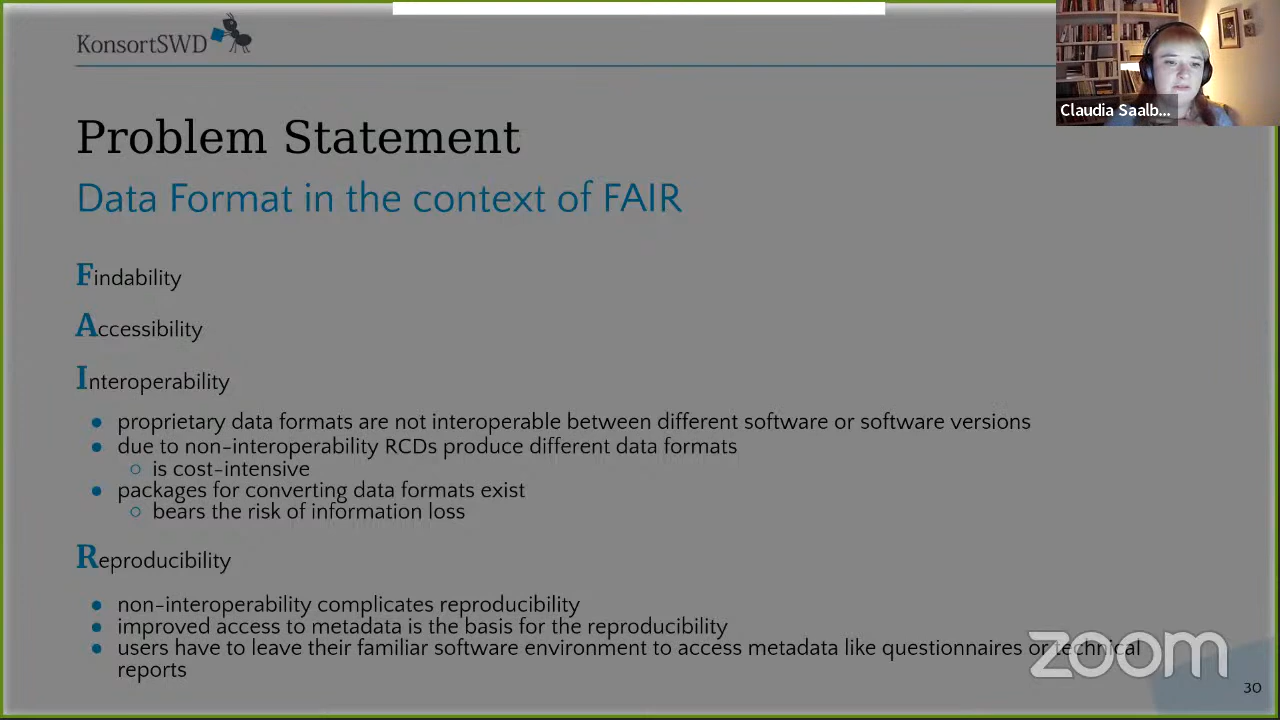 KonsortSWD
Claudia Saalb...
Problem Statement
Data Format in the context of FAIR
Findability
Accessibility
Interoperability
● proprietary data formats are not interoperable between different software or software versions
● due to non-interoperability RCDs produce different data formats
○ is cost-intensive
● packages for converting data formats exist
○ bears the risk of information loss
Reproducibility
● non-interoperability complicates reproducibility
● improved access to metadata is the basis for the reproducibility
● users have to leave their familiar software environment to access metadata like questionnaires or technical
reports
zoom
30